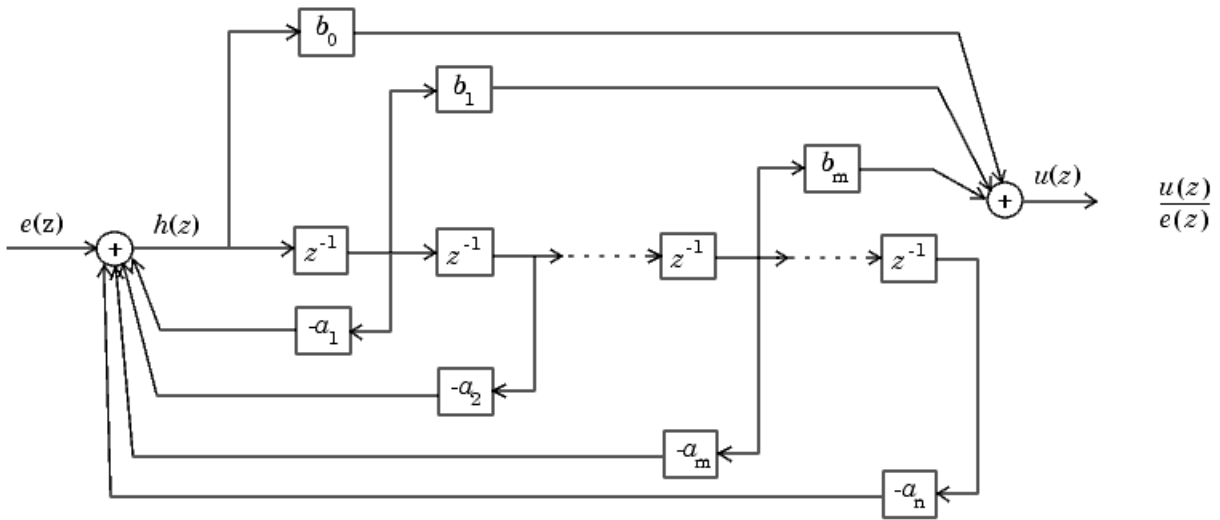 b₀
b₁
bₘ
u(z)
u(z)
e(z)
e(z)
h(z)
z⁻¹
z⁻¹
z⁻¹
z⁻¹
-a₁
-a₂
-aₘ
-aₙ
+
+